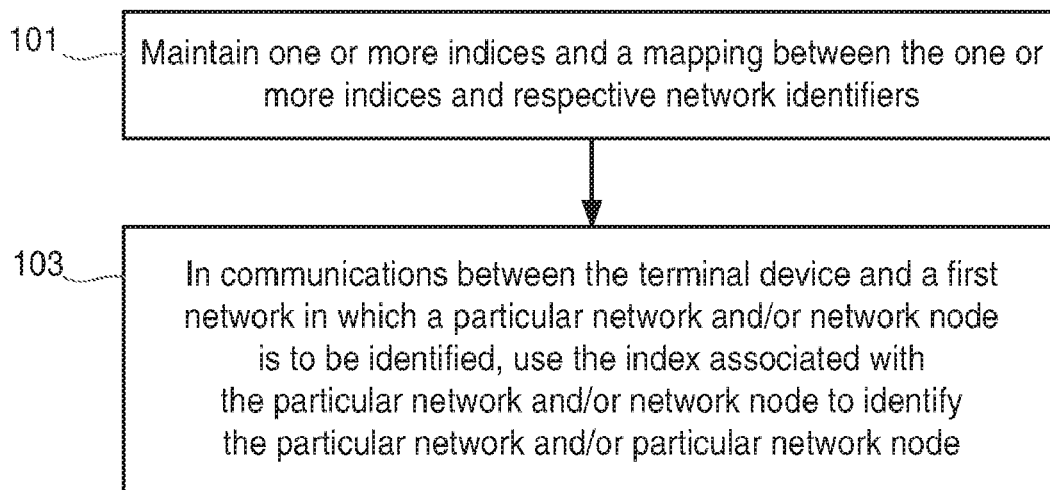 101
Maintain one or more indices and a mapping between the one or
more indices and respective network identifiers
103
In communications between the terminal device and a first
network in which a particular network and/or network node
is to be identified, use the index associated with
the particular network and/or network node to identify
the particular network and/or particular network node